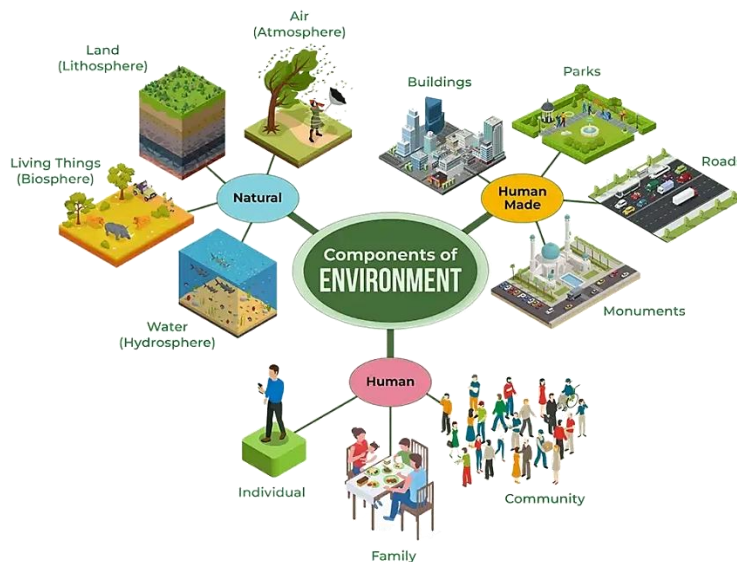 Components of
ENVIRONMENT
Natural
Land
(Lithosphere)
Air
(Atmosphere)
Living Things
(Biosphere)
Water
(Hydrosphere)
Human
Made
Buildings
Parks
Roads
Monuments
Human
Individual
Family
Community